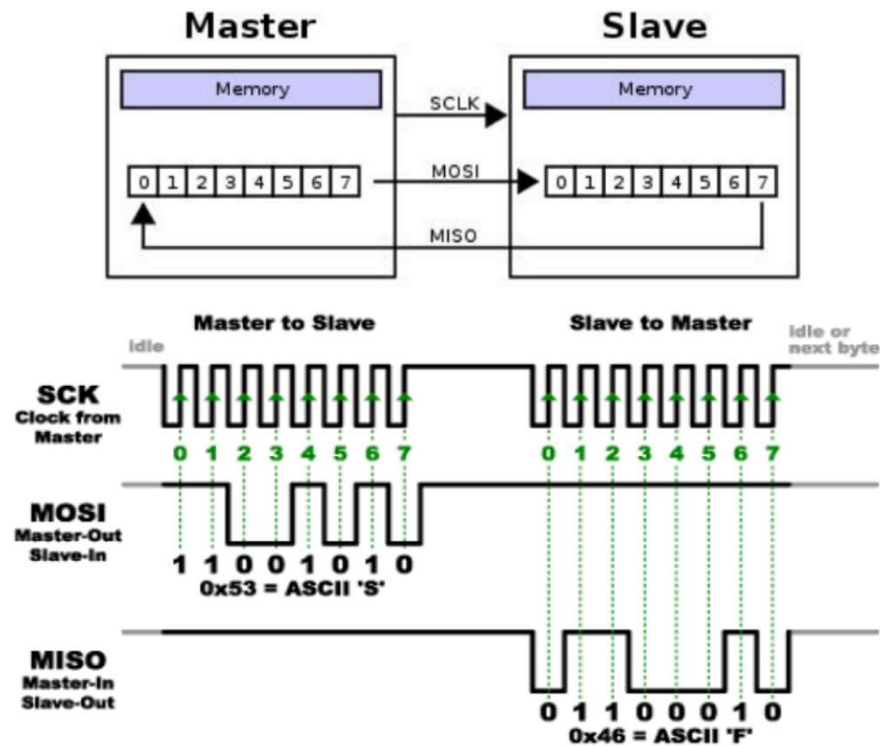 Master Slave
Memory Memory
SCLK
0 1 2 3 4 5 6 7 MOSI 0 1 2 3 4 5 6 7
MISO
Master to Slave Slave to Master
idle idle or
next byte
SCK
Clock from
Master
0 1 2 3 4 5 6 7 0 1 2 3 4 5 6 7
MOSI
Master-Out
Slave-In
1 1 0 0 1 0 1 0
0x53 = ASCII 'S'
MISO
Master-In
Slave-Out
0 1 1 0 0 0 1 0
0x46 = ASCII 'F'